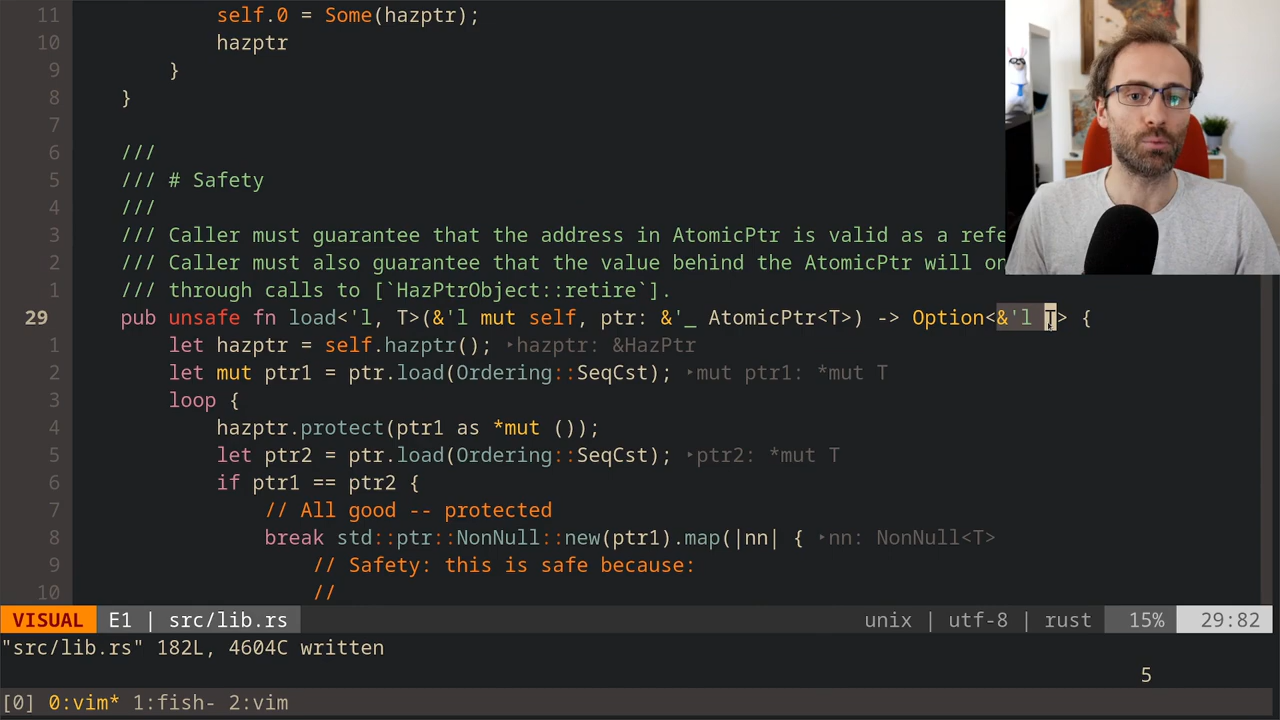 11 self.0 = Some(hazptr);
10 hazptr
9 }
8 }
7
6 ///
5 /// # Safety
4 ///
3 /// Caller must guarantee that the address in AtomicPtr is valid as a refe
2 /// Caller must also guarantee that the value behind the AtomicPtr will on
1 /// through calls to [`HazPtrObject::retire`].
29 pub unsafe fn load<'l, T>(&'l mut self, ptr: &'_ AtomicPtr<T>) -> Option<&'l T> {
1 let hazptr = self.hazptr(); ‣hazptr: &HazPtr
2 let mut ptr1 = ptr.load(Ordering::SeqCst); ‣mut ptr1: *mut T
3 loop {
4 hazptr.protect(ptr1 as *mut ());
5 let ptr2 = ptr.load(Ordering::SeqCst); ‣ptr2: *mut T
6 if ptr1 == ptr2 {
7 // All good -- protected
8 break std::ptr::NonNull::new(ptr1).map(|nn| { ‣nn: NonNull<T>
9 // Safety: this is safe because:
10 //
VISUAL E1 | src/lib.rs unix | utf-8 | rust 15% 29:82
"src/lib.rs" 182L, 4604C written
5
[0] 0:vim* 1:fish- 2:vim